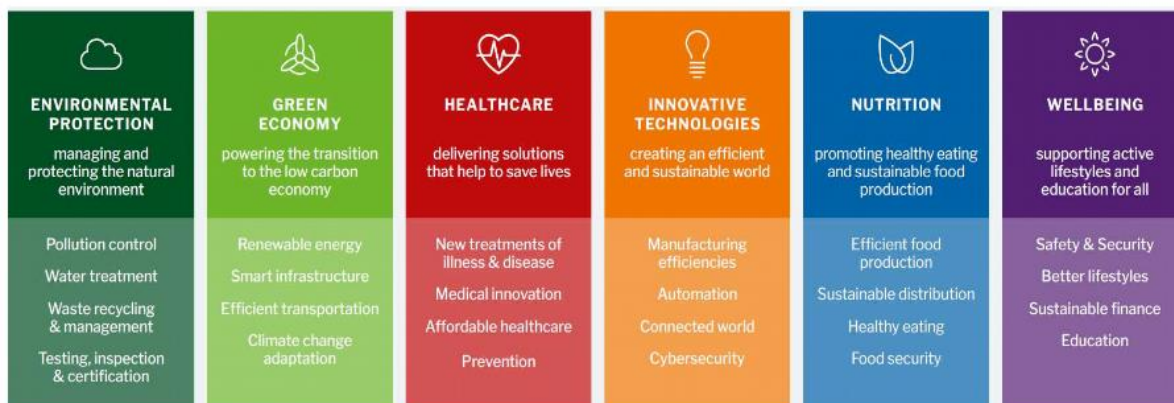 ENVIRONMENTAL
PROTECTION
managing and
protecting the natural
environment
Pollution control
Water treatment
Waste recycling
& management
Testing, inspection
& certification
GREEN
ECONOMY
powering the transition
to the low carbon
economy
Renewable energy
Smart infrastructure
Efficient transportation
Climate change
adaptation
HEALTHCARE
delivering solutions
that help to save lives
New treatments of
illness & disease
Medical innovation
Affordable healthcare
Prevention
INNOVATIVE
TECHNOLOGIES
creating an efficient
and sustainable world
Manufacturing
efficiencies
Automation
Connected world
Cybersecurity
NUTRITION
promoting healthy eating
and sustainable food
production
Efficient food
production
Sustainable distribution
Healthy eating
Food security
WELLBEING
supporting active
lifestyles and
education for all
Safety & Security
Better lifestyles
Sustainable finance
Education